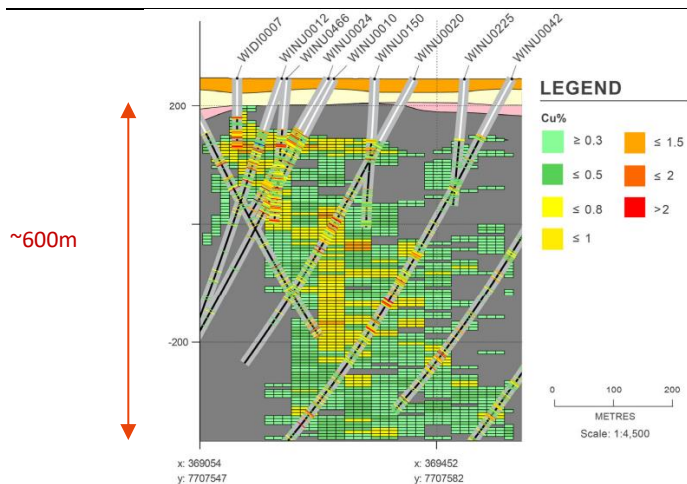 WIDI0007
WINU0012
WINU0466
WINU0024
WINU0010
WINU0150
WINU0020
WINU0225
WINU0042
200
-200
~600m
LEGEND
Cu%
≥ 0.3
≤ 1.5
≤ 0.5
≤ 2
≤ 0.8
>2
≤ 1
0 100 200
METRES
Scale: 1:4,500
x: 369054
y: 7707547
x: 369452
y: 7707582